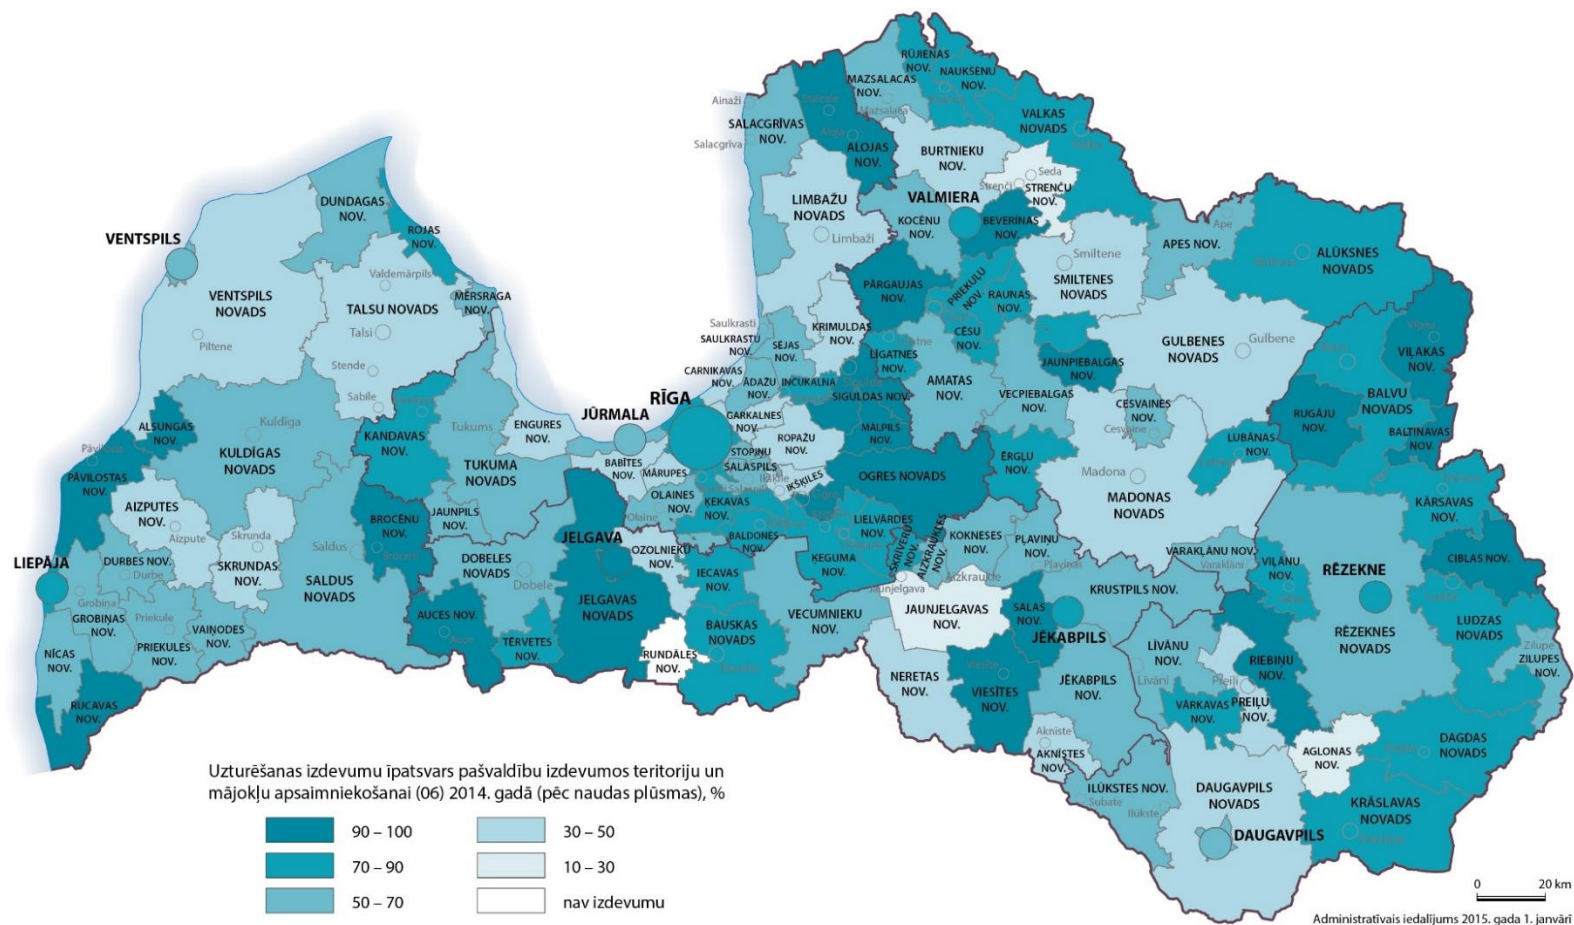 RŪJIENAS
NOV.
NAUKŠĒNU
NOV.
MAZSALACAS
NOV.
Mazsalaca
Ainaži
Staicele
SALACGRĪVAS
NOV.
Salacgrīva
Aloja
ALOJAS
NOV.
VALKAS
NOVADS
BURTNIEKU
NOV.
Seda
Strenči
STRENČU
NOV.
DUNDAGAS
NOV.
LIMBAŽU
NOVADS
Limbaži
VALMIERA
KOCĒNU
NOV.
BEVERĪNAS
NOV.
Ape
APES NOV.
ALŪKSNES
NOVADS
VENTSPILS
ROJAS
NOV.
Valdemārpils
Smiltene
SMILTENES
NOVADS
VENTSPILS
NOVADS
Piltene
TALSU NOVADS
Talsi
MĒRSRAGA
NOV.
PĀRGAUJAS
NOV.
PRIEKUĻU
NOV.
RAUNAS
NOV.
Saulkrasti
SAULKRASTU
NOV.
SĒJAS
NOV.
KRIMULDAS
NOV.
CĒSU
NOV.
LĪGATNES
NOV.
JAUNPIEBALGAS
NOV.
GULBENES
NOVADS
Gulbene
VIĻAKAS
NOV.
Stende
Sabile
CARNIKAVAS
NOV.
ĀDAŽU
NOV.
INČUKALNA
NOV.
SIGULDAS NOV.
AMATAS
NOV.
VECPIEBALGAS
NOV.
CESVAINES
NOV.
Cesvaine
BALVU
NOVADS
RUGĀJU
NOV.
BALTINAVAS
NOV.
ALSUNGAS
NOV.
Kuldīga
KULDĪGAS
NOVADS
KANDAVAS
NOV.
Tukums
TUKUMA
NOVADS
ENGURES
NOV.
JŪRMALA
RĪGA
GARKALNES
NOV.
ROPAŽU
NOV.
MĀLPILS
NOV.
STOPIŅU
NOV.
BABĪTES
NOV.
MĀRUPES
NOV.
SALASPILS
NOV.
Salaspils
IKŠĶILES
NOV.
OGRES NOVADS
ĒRGĻU
NOV.
Madona
MADONAS
NOVADS
LUBĀNAS
NOV.
KĀRSAVAS
NOV.
PĀVILOSTAS
NOV.
AIZPUTES
NOV.
Aizpute
Skrunda
SKRUNDAS
NOV.
Saldus
SALDUS
NOVADS
BROCĒNU
NOV.
JAUNPILS
NOV.
DOBELES
NOVADS
Dobele
JELGAVA
OLAINES
NOV.
Olaine
ĶEKAVAS
NOV.
BALDONES
NOV.
OZOLNIEKU
NOV.
IECAVAS
NOV.
LIELVĀRDES
NOV.
ĶEGUMA
NOV.
SKRĪVERU
NOV.
AIZKRAUKLES
NOV.
Aizkraukle
KOKNESES
NOV.
PĻAVIŅU
NOV.
Pļaviņas
VARAKĻĀNU NOV.
Varakļāni
VIĻĀNU
NOV.
RĒZEKNE
CIBLAS NOV.
LIEPĀJA
DURBES NOV.
Durbe
Grobiņa
GROBIŅAS
NOV.
Priekule
PRIEKULES
NOV.
VAIŅODES
NOV.
NĪCAS
NOV.
RUCAVAS
NOV.
AUCES NOV.
TĒRVETES
NOV.
JELGAVAS
NOVADS
RUNDĀLES
NOV.
BAUSKAS
NOVADS
VECUMNIEKU
NOV.
Jaunjelgava
JAUNJELGAVAS
NOV.
SALAS
NOV.
JĒKABPILS
KRUSTPILS NOV.
LĪVĀNU
NOV.
Līvāni
Preiļi
PREIĻU
NOV.
RIEBIŅU
NOV.
RĒZEKNES
NOVADS
LUDZAS
NOVADS
Zilupe
ZILUPES
NOV.
NERETAS
NOV.
Viesīte
VIESĪTES
NOV.
JĒKABPILS
NOV.
VĀRKAVAS
NOV.
Akniste
AKNĪSTES
NOV.
AGLONAS
NOV.
DAGDAS
NOVADS
ILŪKSTES NOV.
Subate
Ilūkste
DAUGAVPILS
NOVADS
DAUGAVPILS
KRĀSLAVAS
NOVADS
Uzturēšanas izdevumu īpatsvars pašvaldību izdevumos teritoriju un
mājokļu apsaimniekošanai (06) 2014. gadā (pēc naudas plūsmas), %
90 – 100
70 – 90
50 – 70
30 – 50
10 – 30
nav izdevumu
0 20 km
Administratīvais iedalījums 2015. gada 1. janvārī